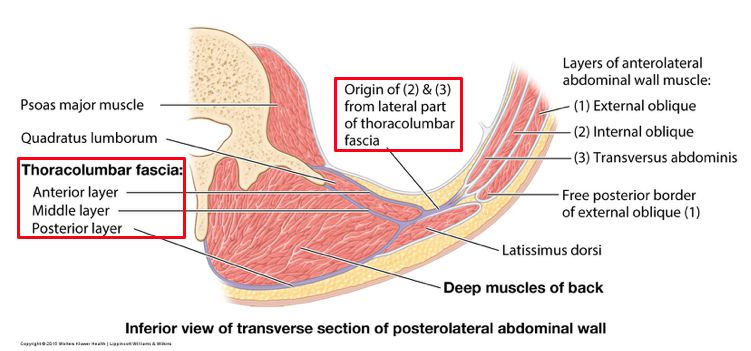 Psoas major muscle
Quadratus lumborum
Thoracolumbar fascia:
Anterior layer
Middle layer
Posterior layer
Origin of (2) & (3)
from lateral part
of thoracolumbar
fascia
Layers of anterolateral
abdominal wall muscle:
(1) External oblique
(2) Internal oblique
(3) Transversus abdominis
Free posterior border
of external oblique (1)
Latissimus dorsi
Deep muscles of back
Inferior view of transverse section of posterolateral abdominal wall
Copyright © 2010 Wolters Kluwer Health | Lippincott Williams & Wilkins